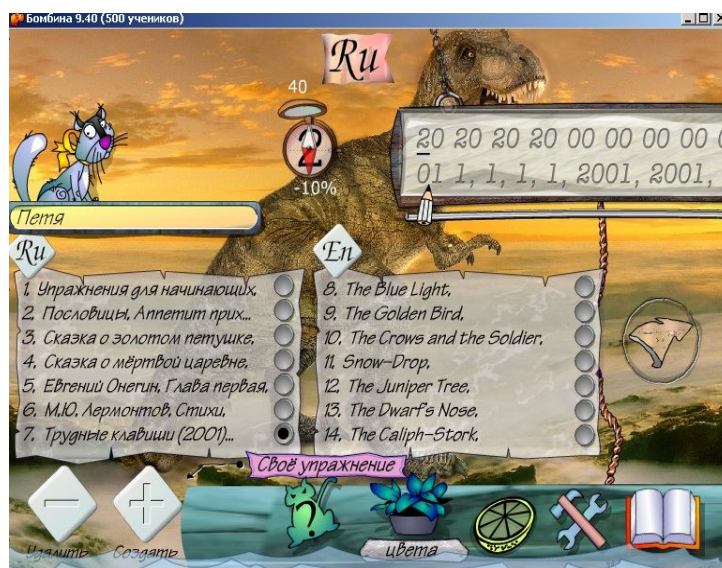 Бомбина 9.40 (500 учеников)
Ru
40
2
-10%
20 20 20 20 00 00 00 00
01 1, 1, 1, 1, 2001, 2001,
Петя
Ru
1. Упражнения для начинающих,
2. Пословицы, Аппетит прих...
3. Сказка о золотом петушке,
4. Сказка о мёртвой царевне,
5. Евгений Онегин, Глава первая,
6. М.Ю. Лермонтов, Стихи,
7. Трудные клавиши (2001)...
En
8. The Blue Light,
9. The Golden Bird,
10. The Crows and the Soldier,
11. Snow-Drop,
12. The Juniper Tree,
13. The Dwarf's Nose,
14. The Caliph-Stork,
Своё упражнение
Удалить
Создать
?
цвета